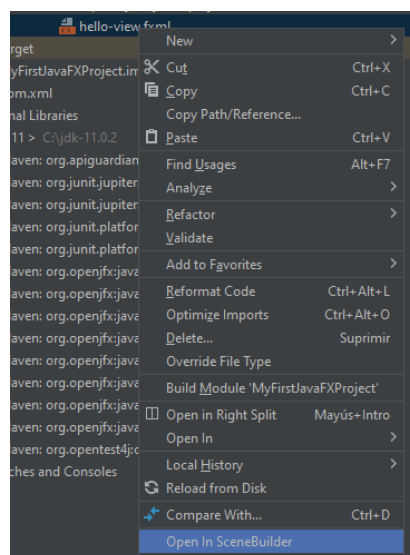 hello-view.fxml
New
rget
Cut Ctrl+X
yFirstJavaFXProject.im
Copy Ctrl+C
om.xml
Copy Path/Reference...
nal Libraries
Paste Ctrl+V
11 > C:\jdk-11.0.2
aven: org.apiguardian
Find Usages Alt+F7
aven: org.junit.jupiter
Analyze
aven: org.junit.jupiter
Refactor
aven: org.junit.platfor
Validate
aven: org.junit.platfor
Add to Favorites
aven: org.openjfx:java
Reformat Code Ctrl+Alt+L
aven: org.openjfx:java
Optimize Imports Ctrl+Alt+O
aven: org.openjfx:java
Delete... Suprimir
aven: org.openjfx:java
Override File Type
aven: org.openjfx:java
Build Module 'MyFirstJavaFXProject'
aven: org.openjfx:java
Open in Right Split Mayús+Intro
aven: org.openjfx:java
Open In
aven: org.opentest4j:o
Local History
ches and Consoles
Reload from Disk
Compare With... Ctrl+D
Open In SceneBuilder